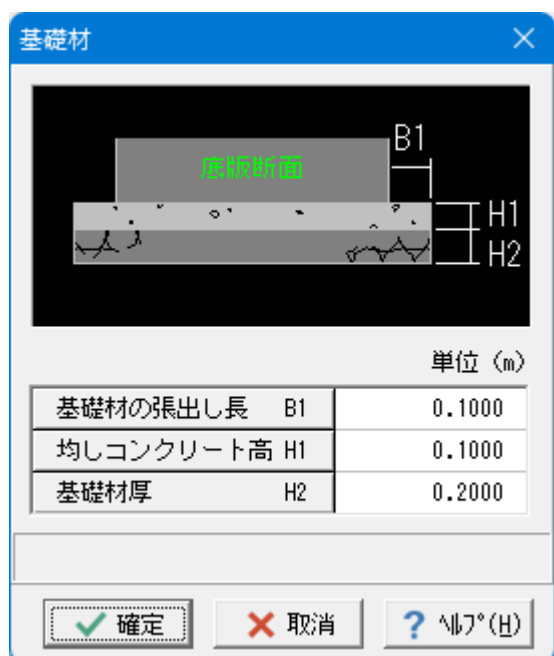 基礎材
底版断面
B1
H1
H2
単位 (m)
基礎材の張出し長 B1 0.1000
均しコンクリート高 H1 0.1000
基礎材厚 H2 0.2000
確定 取消 ? ﾍﾙﾌﾟ(H)